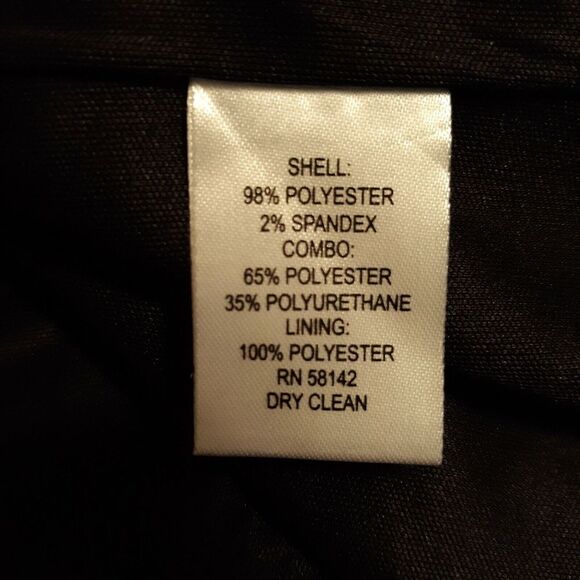 SHELL:
98% POLYESTER
2% SPANDEX
COMBO:
65% POLYESTER
35% POLYURETHANE
LINING:
100% POLYESTER
RN 58142
DRY CLEAN